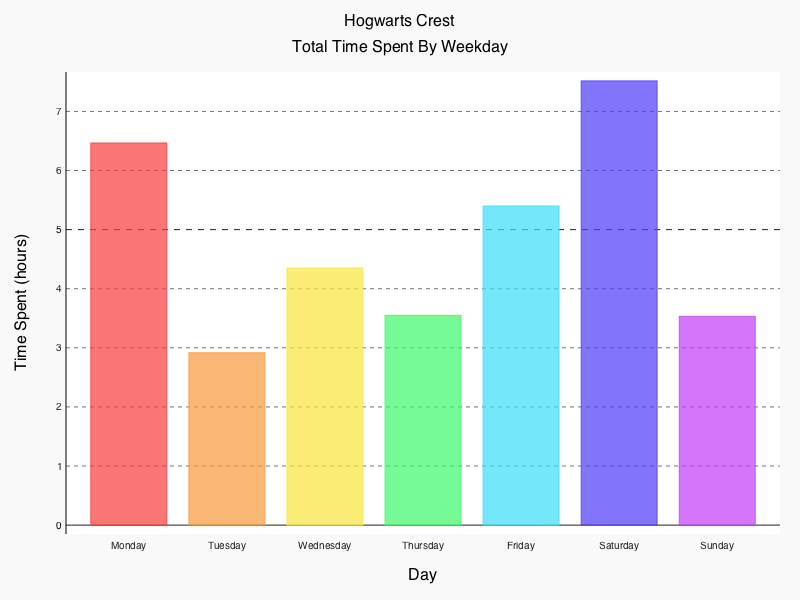 Hogwarts Crest
Total Time Spent By Weekday
Time Spent (hours)
7
6
5
4
3
2
1
0
Monday Tuesday Wednesday Thursday Friday Saturday Sunday
Day